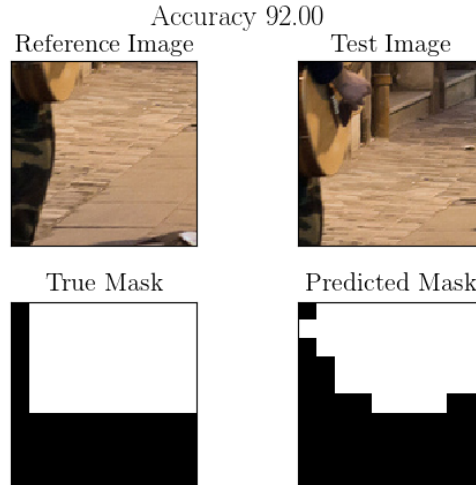 Accuracy 92.00
Reference Image
Test Image
True Mask
Predicted Mask